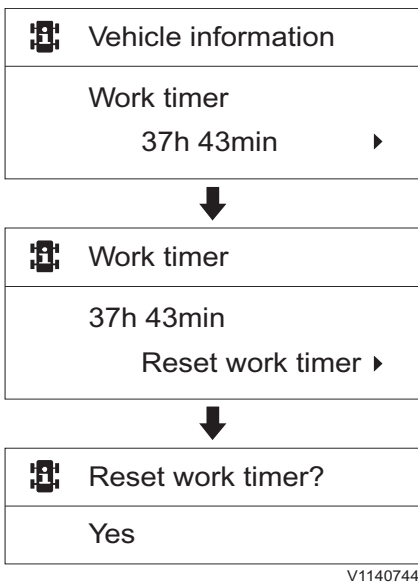 Vehicle information
Work timer
37h 43min
Work timer
37h 43min
Reset work timer
Reset work timer?
Yes
V1140744